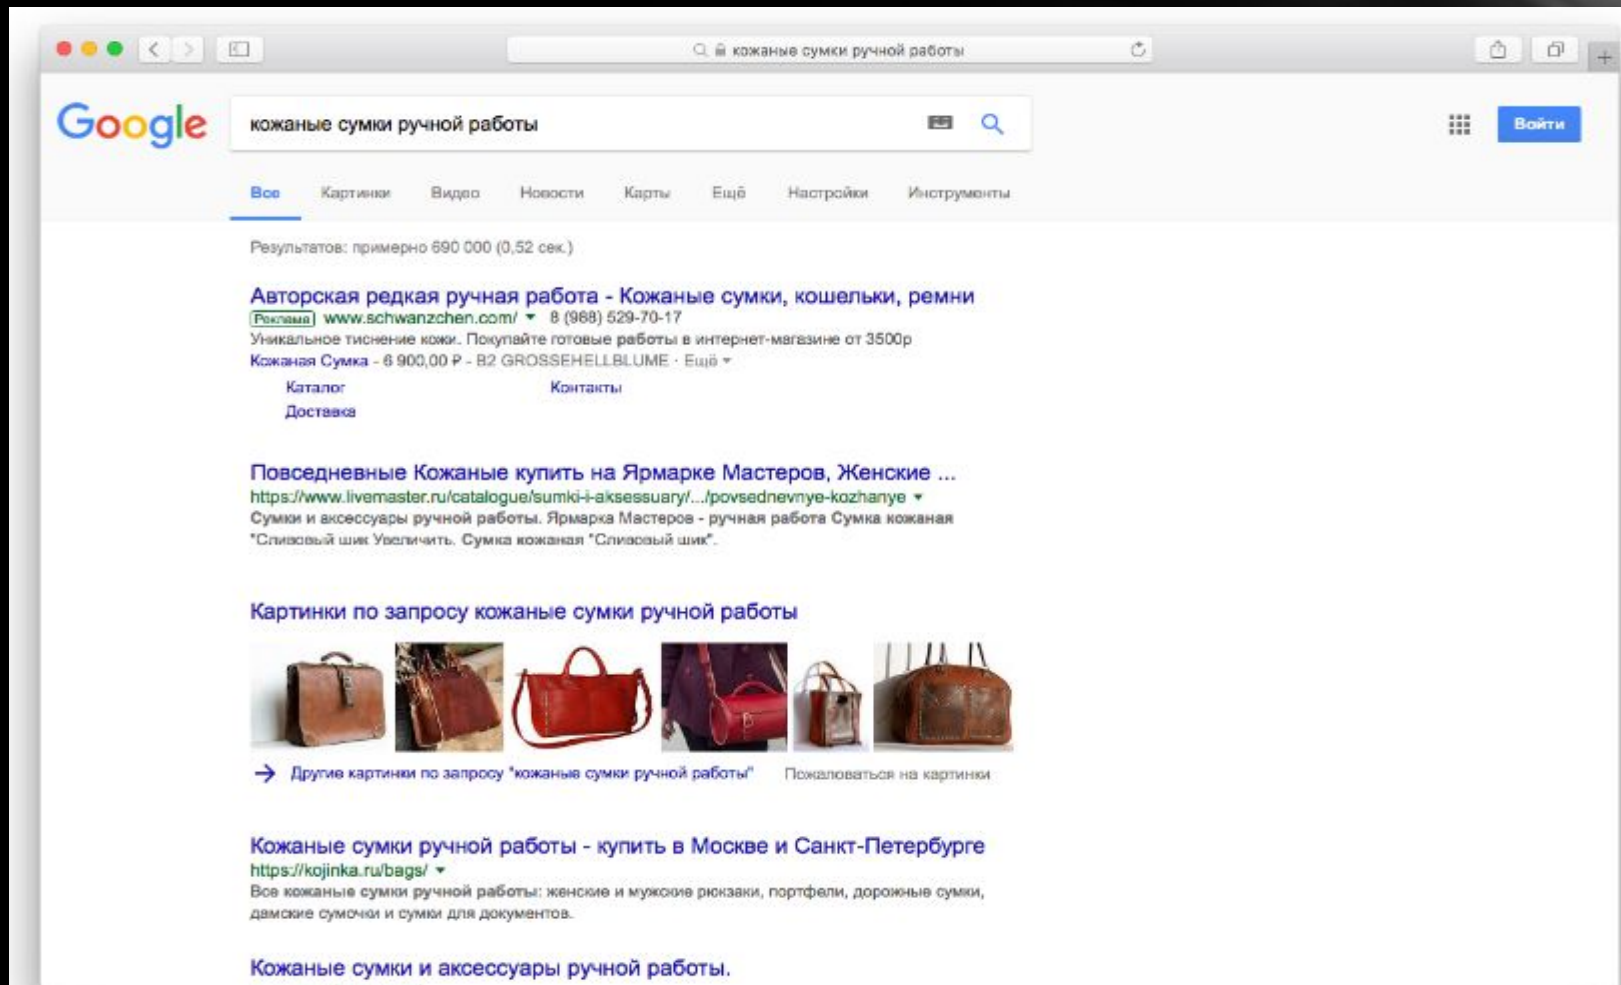 кожаные сумки ручной работы
Google
кожаные сумки ручной работы
Войти
Все Картинки Видео Новости Карты Ещё Настройки Инструменты
Результатов: примерно 690 000 (0,52 сек.)
Авторская редкая ручная работа - Кожаные сумки, кошельки, ремни
Реклама www.schwanzchen.com/ 8 (988) 529-70-17
Уникальное тиснение кожи. Покупайте готовые работы в интернет-магазине от 3500р
Кожаная Сумка - 6 900,00 ₽ - B2 GROSSEHELLBLUME · Ещё
Каталог Контакты
Доставка
Повседневные Кожаные купить на Ярмарке Мастеров, Женские ...
https://www.livemaster.ru/catalogue/sumki-i-aksessuary/.../povsednevnye-kozhanye
Сумки и аксессуары ручной работы. Ярмарка Мастеров - ручная работа Сумка кожаная
"Сливовый шик Увеличить. Сумка кожаная "Сливовый шик".
Картинки по запросу кожаные сумки ручной работы
Другие картинки по запросу "кожаные сумки ручной работы" Пожаловаться на картинки
Кожаные сумки ручной работы - купить в Москве и Санкт-Петербурге
https://kojinka.ru/bags/
Все кожаные сумки ручной работы: женские и мужские рюкзаки, портфели, дорожные сумки,
дамские сумочки и сумки для документов.
Кожаные сумки и аксессуары ручной работы.